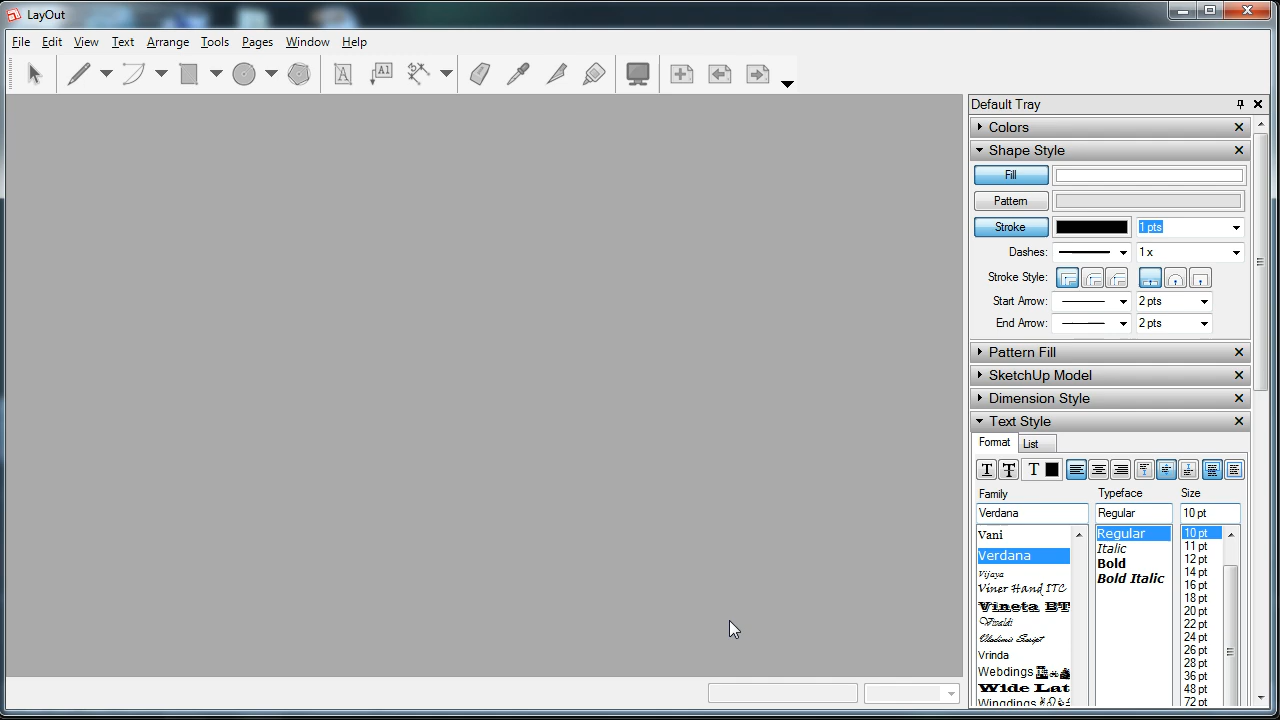 LayOut
File Edit View Text Arrange Tools Pages Window Help
A A1
Default Tray
Colors
Shape Style
Fill
Pattern
Stroke 1 pts
Dashes: 1 x
Stroke Style:
Start Arrow: 2 pts
End Arrow: 2 pts
Pattern Fill
SketchUp Model
Dimension Style
Text Style
Format List
T T T
Family Typeface Size
Verdana Regular 10 pt
Vani Regular 10 pt
Verdana Italic 11 pt
Vijaya Bold 12 pt
Viner Hand ITC Bold Italic 14 pt
Vineta BT 16 pt
Vivaldi 18 pt
Vladimir Script 20 pt
Vrinda 22 pt
Webdings 24 pt
Wide Lat 26 pt
Wingdings 28 pt
36 pt
48 pt
72 pt